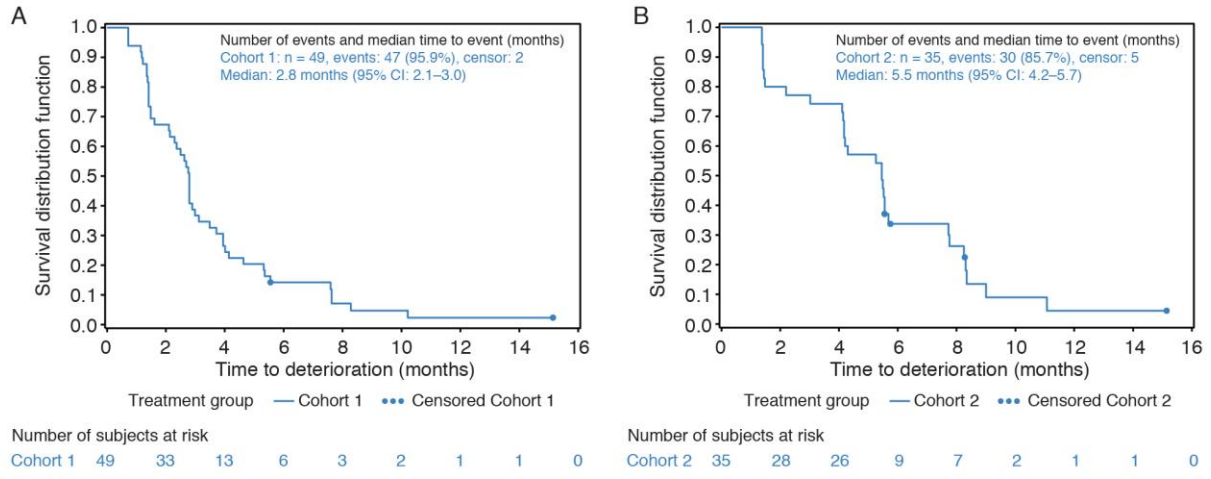 A
Survival distribution function
1.0
0.9
0.8
0.7
0.6
0.5
0.4
0.3
0.2
0.1
0.0
Number of events and median time to event (months)
Cohort 1: n = 49, events: 47 (95.9%), censor: 2
Median: 2.8 months (95% CI: 2.1–3.0)
0 2 4 6 8 10 12 14 16
Time to deterioration (months)
Treatment group Cohort 1 Censored Cohort 1
Number of subjects at risk
Cohort 1 49 33 13 6 3 2 1 1 0
B
Survival distribution function
1.0
0.9
0.8
0.7
0.6
0.5
0.4
0.3
0.2
0.1
0.0
Number of events and median time to event (months)
Cohort 2: n = 35, events: 30 (85.7%), censor: 5
Median: 5.5 months (95% CI: 4.2–5.7)
0 2 4 6 8 10 12 14 16
Time to deterioration (months)
Treatment group Cohort 2 Censored Cohort 2
Number of subjects at risk
Cohort 2 35 28 26 9 7 2 1 1 0